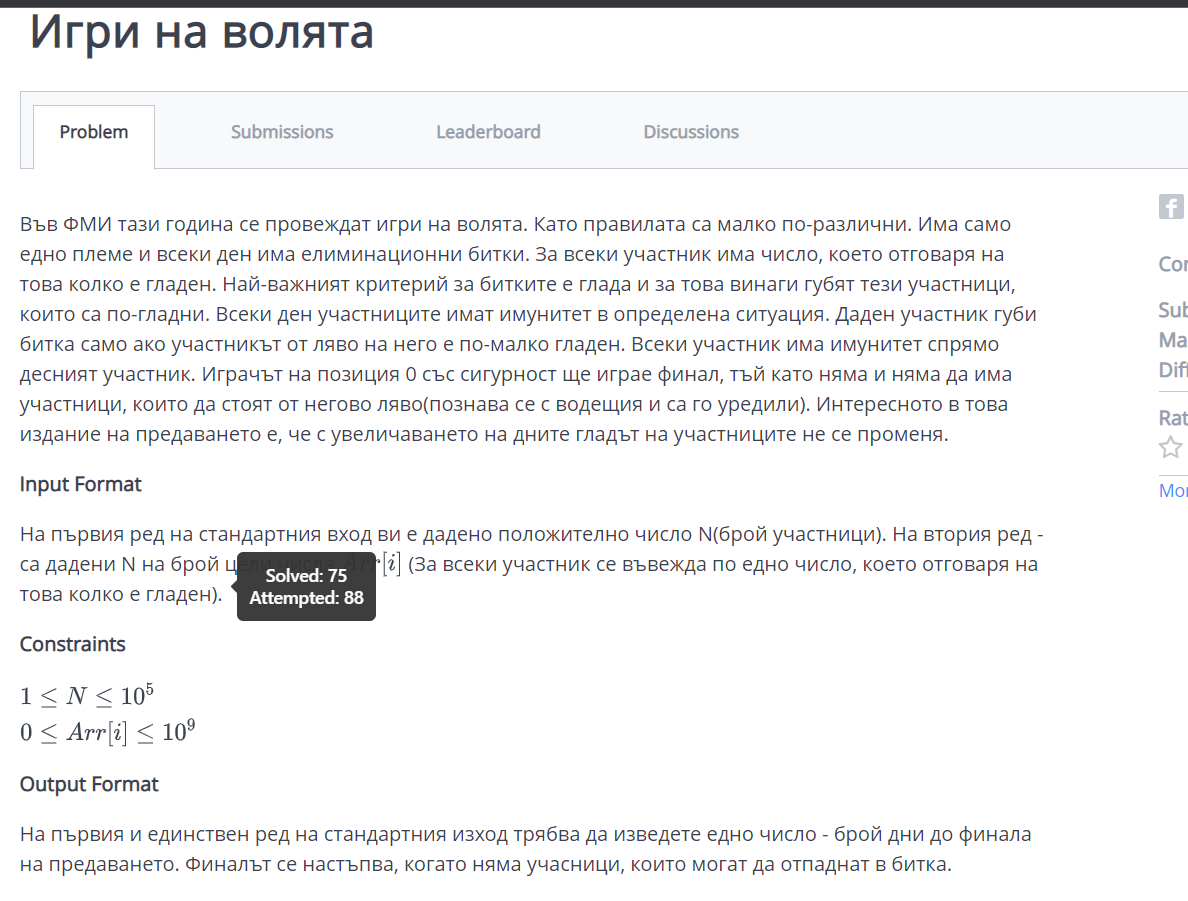 Игри на волята
Problem
Submissions
Leaderboard
Discussions
Във ФМИ тази година се провеждат игри на волята. Като правилата са малко по-различни. Има само
едно племе и всеки ден има елиминационни битки. За всеки участник има число, което отговаря на
това колко е гладен. Най-важният критерий за битките е глада и за това винаги губят тези участници,
които са по-гладни. Всеки ден участниците имат имунитет в определена ситуация. Даден участник губи
битка само ако участникът от ляво на него е по-малко гладен. Всеки участник има имунитет спрямо
десният участник. Играчът на позиция 0 със сигурност ще играе финал, тъй като няма и няма да има
участници, които да стоят от негово ляво(познава се с водещия и са го уредили). Интересното в това
издание на предаването е, че с увеличаването на дните гладът на участниците не се променя.
Input Format
На първия ред на стандартния вход ви е дадено положително число N(брой участници). На втория ред -
са дадени N на брой цели числа Arr[i] (За всеки участник се въвежда по едно число, което отговаря на
това колко е гладен).
Solved: 75
Attempted: 88
Constraints
1 ≤ N ≤ 10^5
0 ≤ Arr[i] ≤ 10^9
Output Format
На първия и единствен ред на стандартния изход трябва да изведете едно число - брой дни до финала
на предаването. Финалът се настъпва, когато няма учасници, които могат да отпаднат в битка.
f
Sub
Ma
Rat